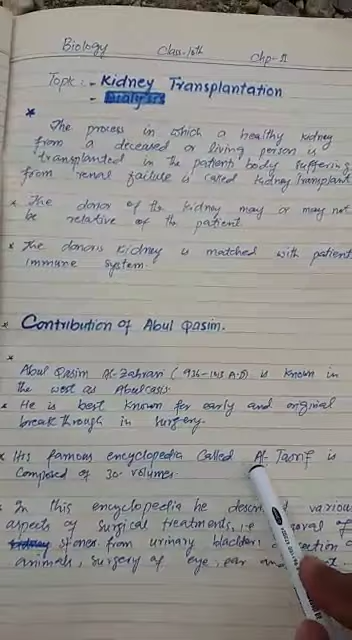 Biology Class-10th Chp-11
Topic :- Kidney Transplantation
- Dialysis
* The process in which a healthy kidney
from a deceased or living person is
transplanted in the patient body suffering
from renal failure is called Kidney Transplant
* The donor of the kidney may or may not
be relative of the patient
* The donors kidney is matched with patient
immune system.
* Contribution of Abul Qasim.
*
Abul Qasim Al-Zahravi ( A.D) is known in
the west as Abulcasis
* He is best known for early and original
breakthrough in surgery.
* His famous encyclopedia Called Al-Tasrif is
composed of 30 volumes.
In this encyclopedia he various
aspects of Surgical treatments, i.e of
kidney stones from urinary bladder, of
animals, surgery of eye, ear